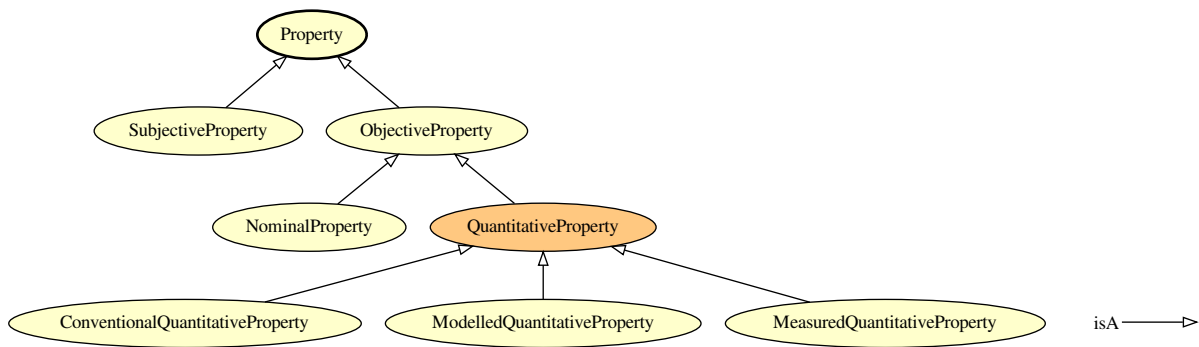 Property
SubjectiveProperty
ObjectiveProperty
NominalProperty
QuantitativeProperty
ConventionalQuantitativeProperty
ModelledQuantitativeProperty
MeasuredQuantitativeProperty
isA